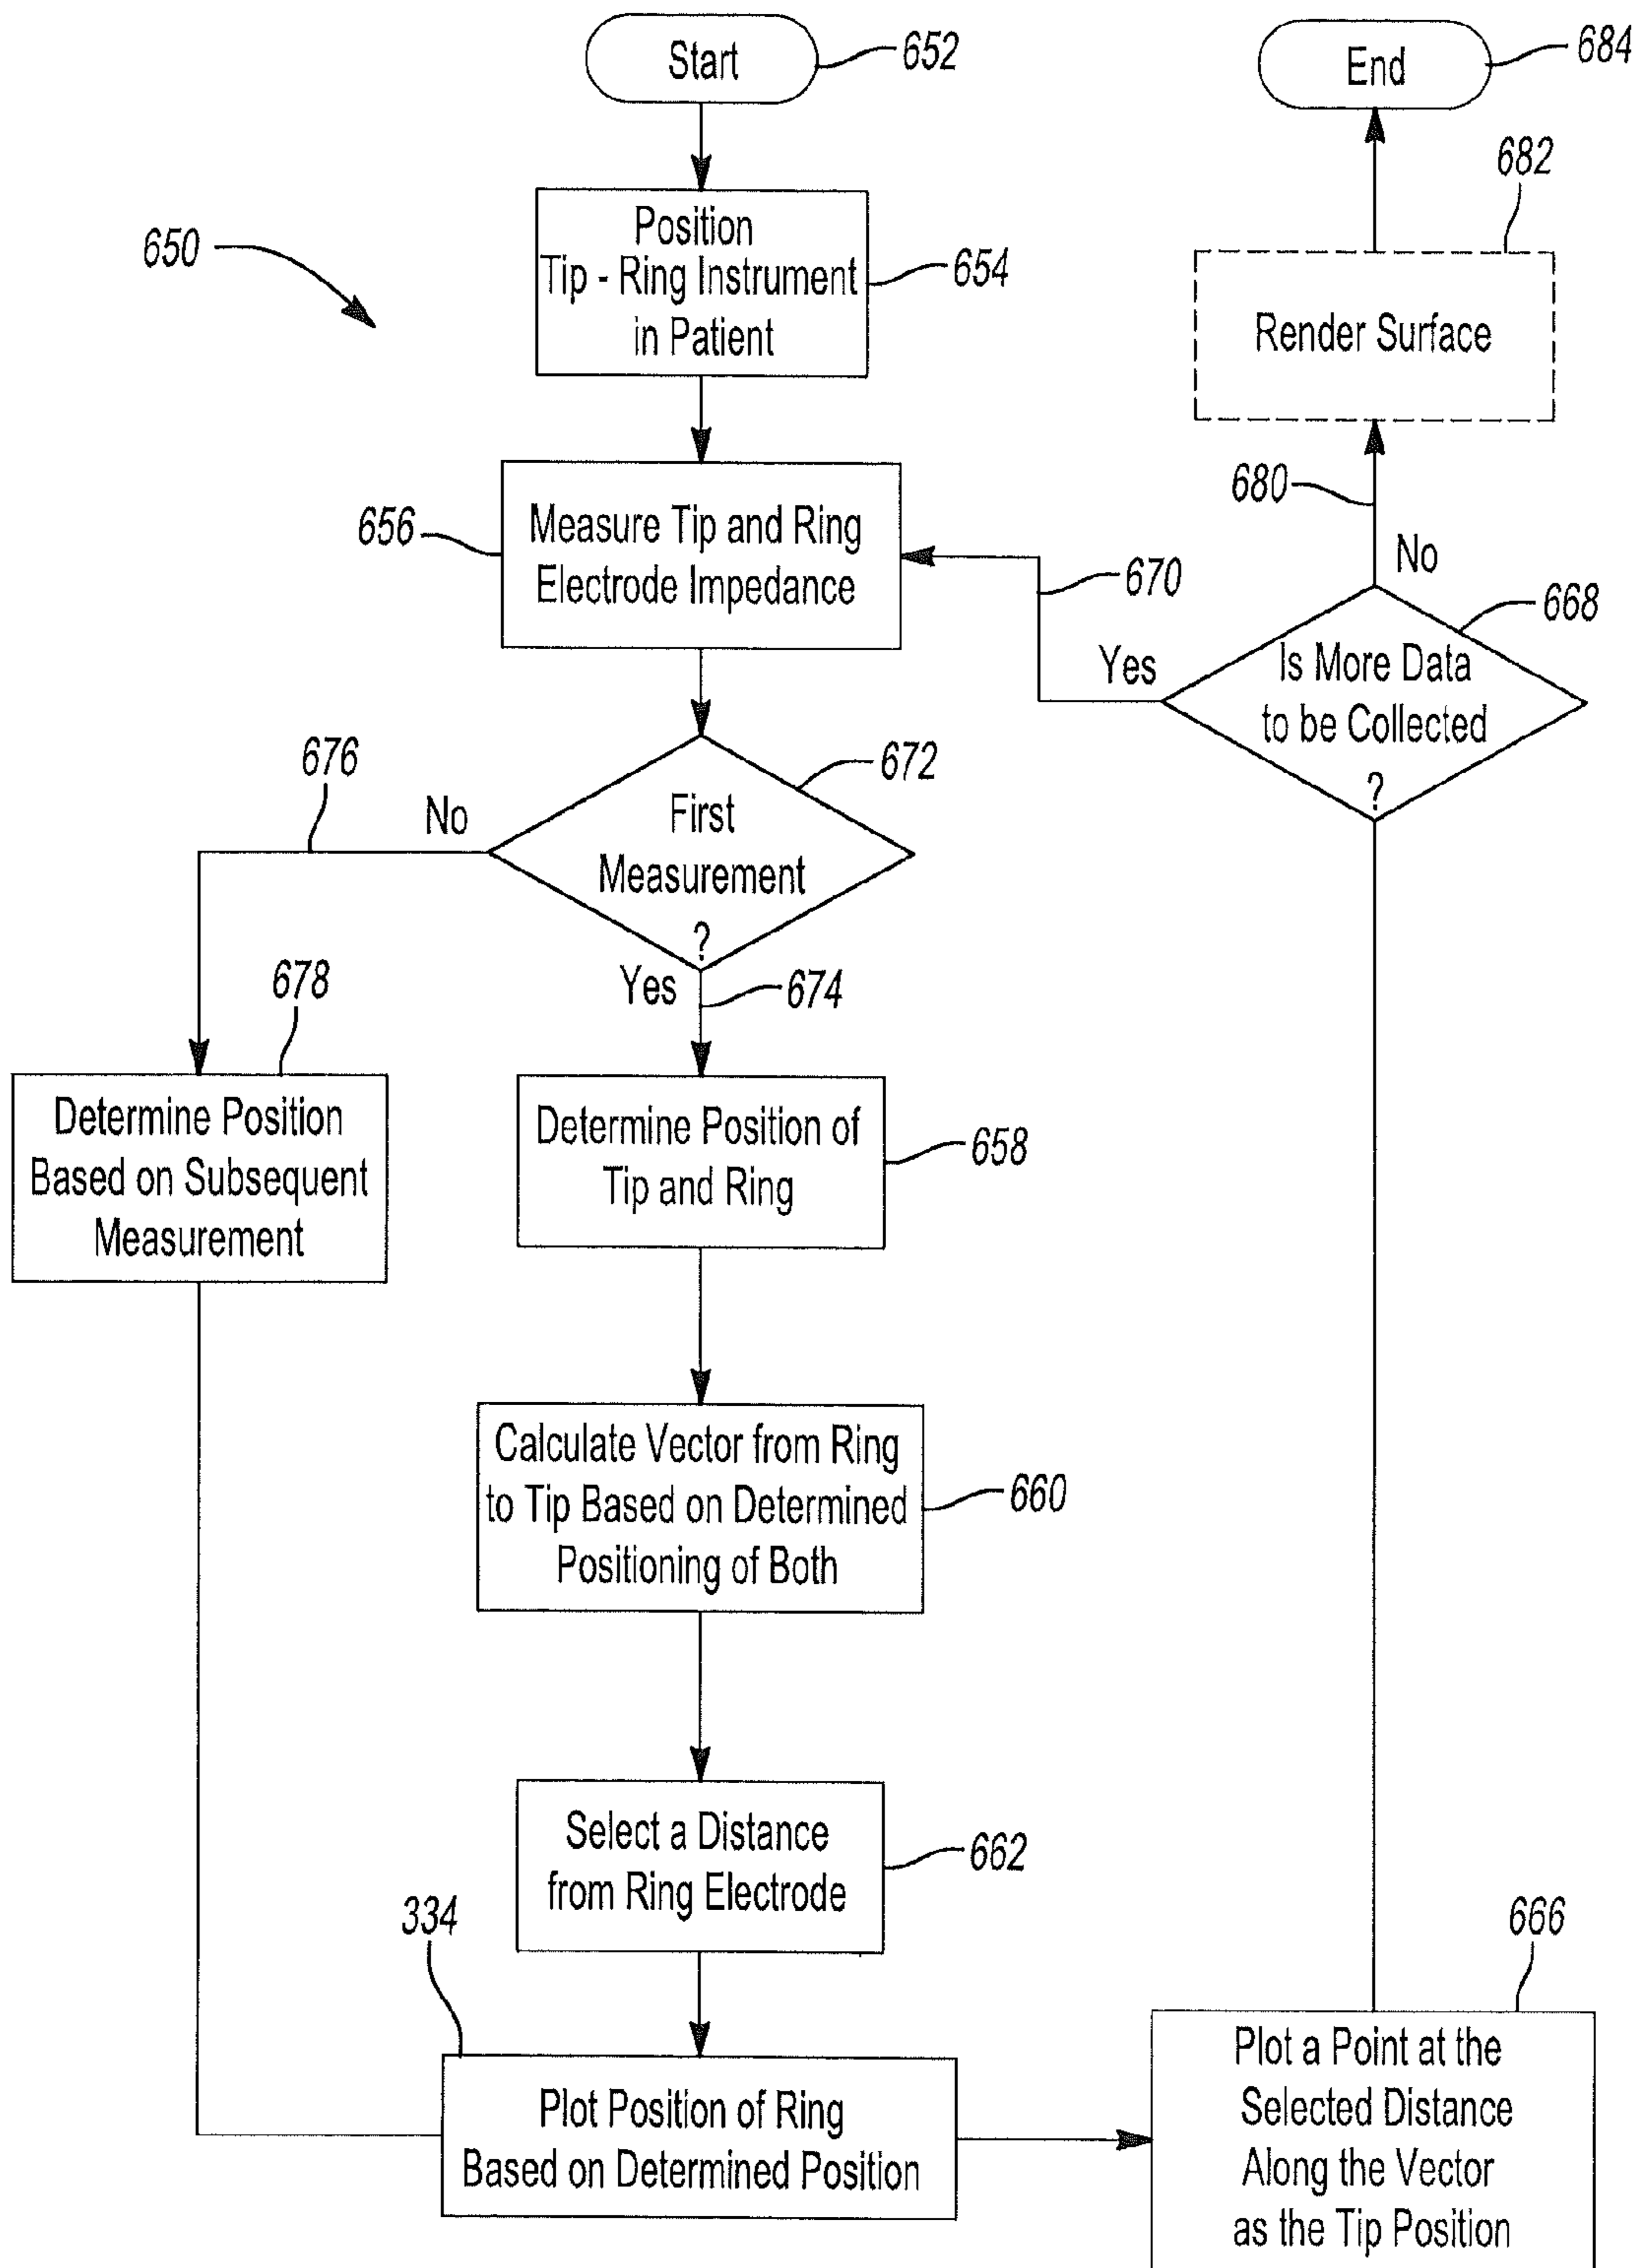 Start
652
End
684
682
Position
Tip - Ring Instrument
in Patient
654
650
Render Surface
680
No
Measure Tip and Ring
Electrode Impedance
656
670
668
Yes
Is More Data
to be Collected
?
676
No
672
First
Measurement
?
Yes
674
678
Determine Position
Based on Subsequent
Measurement
Determine Position of
Tip and Ring
658
Calculate Vector from Ring
to Tip Based on Determined
Positioning of Both
660
Select a Distance
from Ring Electrode
662
334
Plot Position of Ring
Based on Determined Position
666
Plot a Point at the
Selected Distance
Along the Vector
as the Tip Position